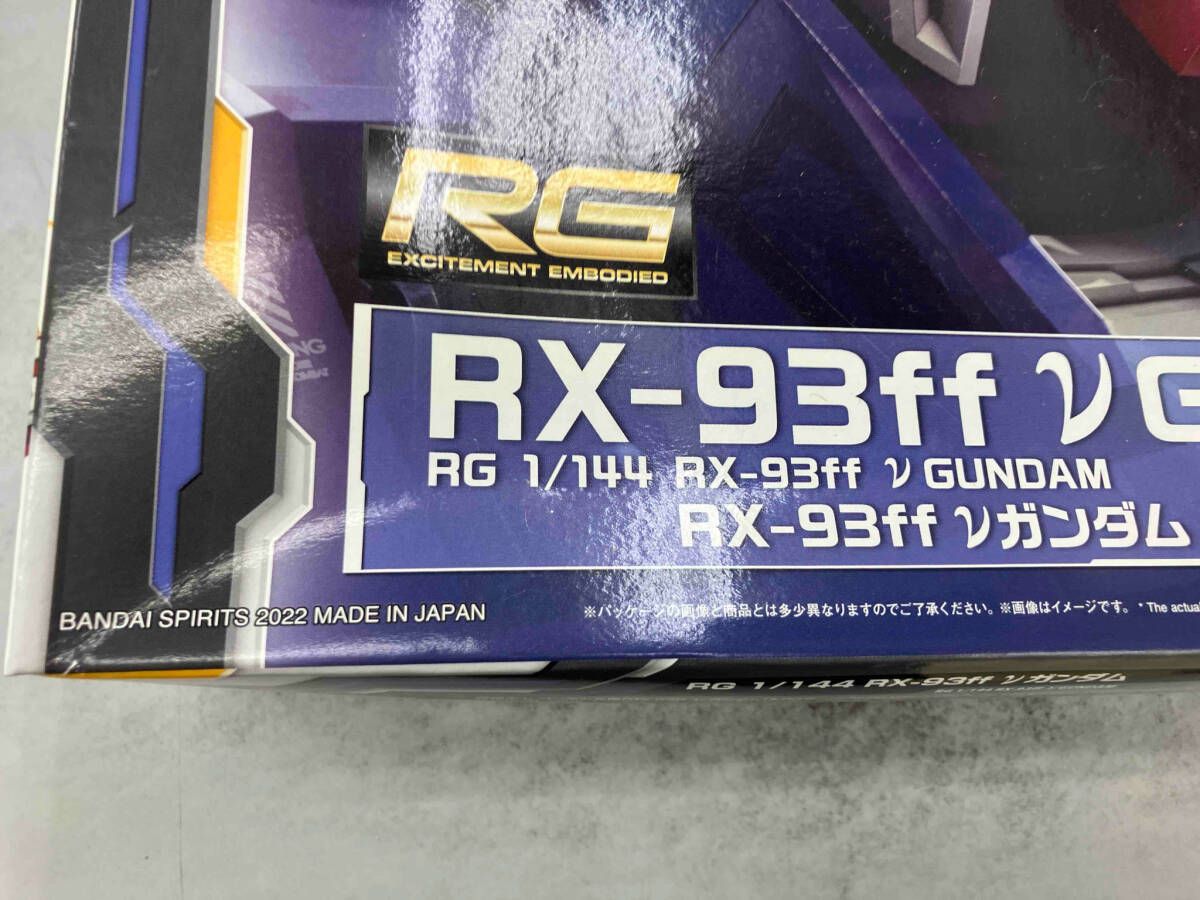 RG
EXCITEMENT EMBODIED
RX-93ff ν G
RG 1/144 RX-93ff ν GUNDAM
RX-93ff νガンダム
BANDAI SPIRITS 2022 MADE IN JAPAN
※パッケージの画像と商品とは多少異なりますのでご了承ください。※画像はイメージです。 * The actual
RG 1/144 RX-93ff νガンダム